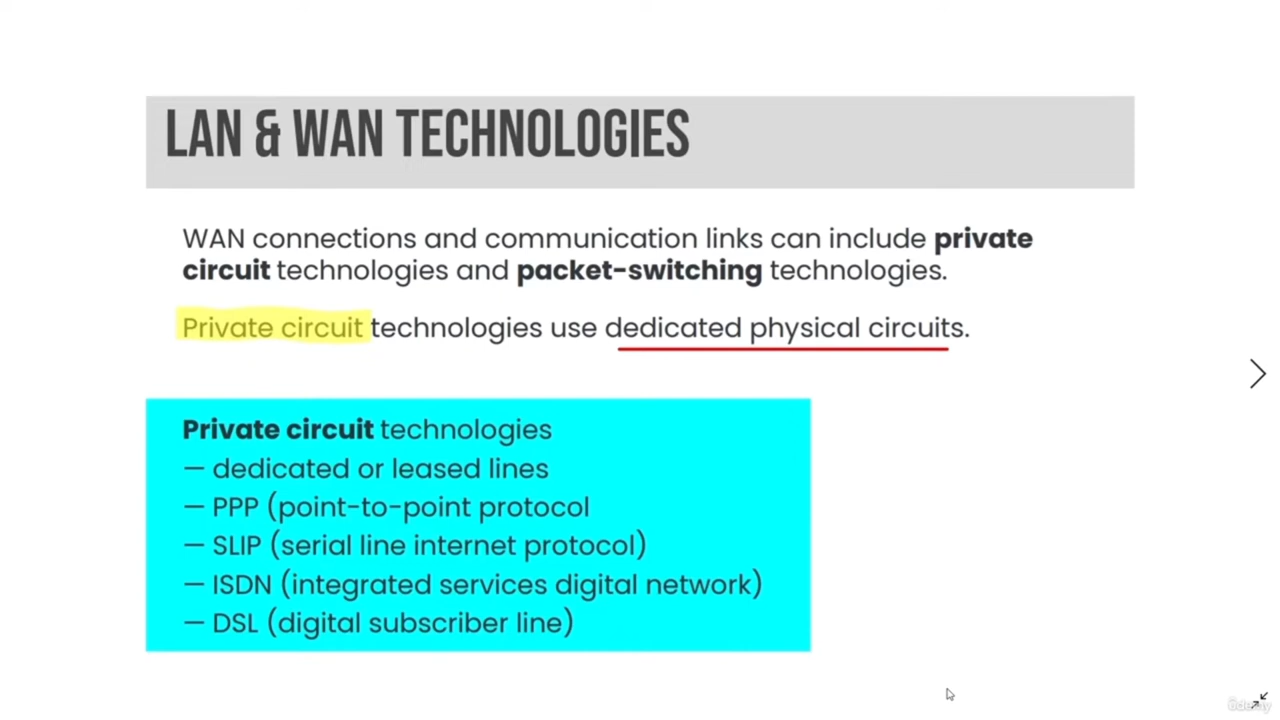 LAN & WAN TECHNOLOGIES
WAN connections and communication links can include private
circuit technologies and packet-switching technologies.
Private circuit technologies use dedicated physical circuits.
Private circuit technologies
— dedicated or leased lines
— PPP (point-to-point protocol
— SLIP (serial line internet protocol)
— ISDN (integrated services digital network)
— DSL (digital subscriber line)
ûdemy